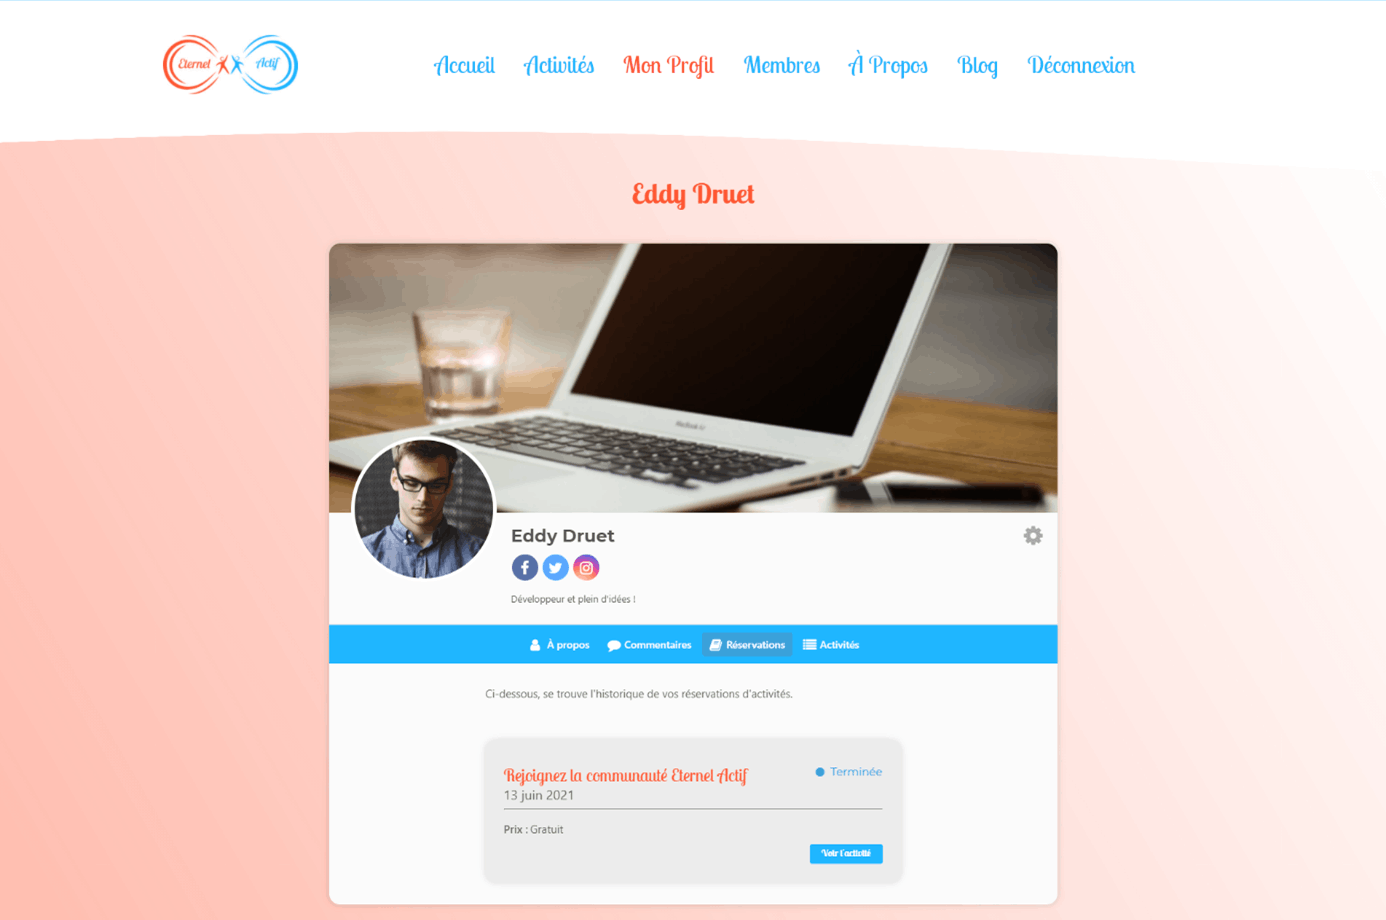 Eternel Actif
Accueil Activités Mon Profil Membres À Propos Blog Déconnexion
Eddy Druet
MacBook Air
Eddy Druet
Développeur et plein d'idées !
À propos Commentaires Réservations Activités
Ci-dessous, se trouve l'historique de vos réservations d'activités.
Rejoignez la communauté Eternel Actif
Terminée
13 juin 2021
Prix : Gratuit
Voir l'activité